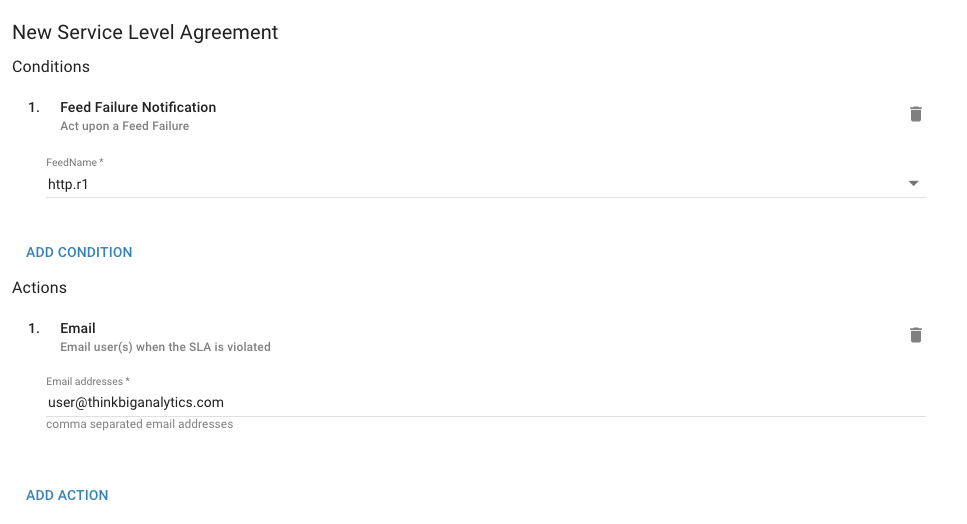 New Service Level Agreement
Conditions
1. Feed Failure Notification
Act upon a Feed Failure
FeedName *
http.r1
ADD CONDITION
Actions
1. Email
Email user(s) when the SLA is violated
Email addresses *
user@thinkbiganalytics.com
comma separated email addresses
ADD ACTION